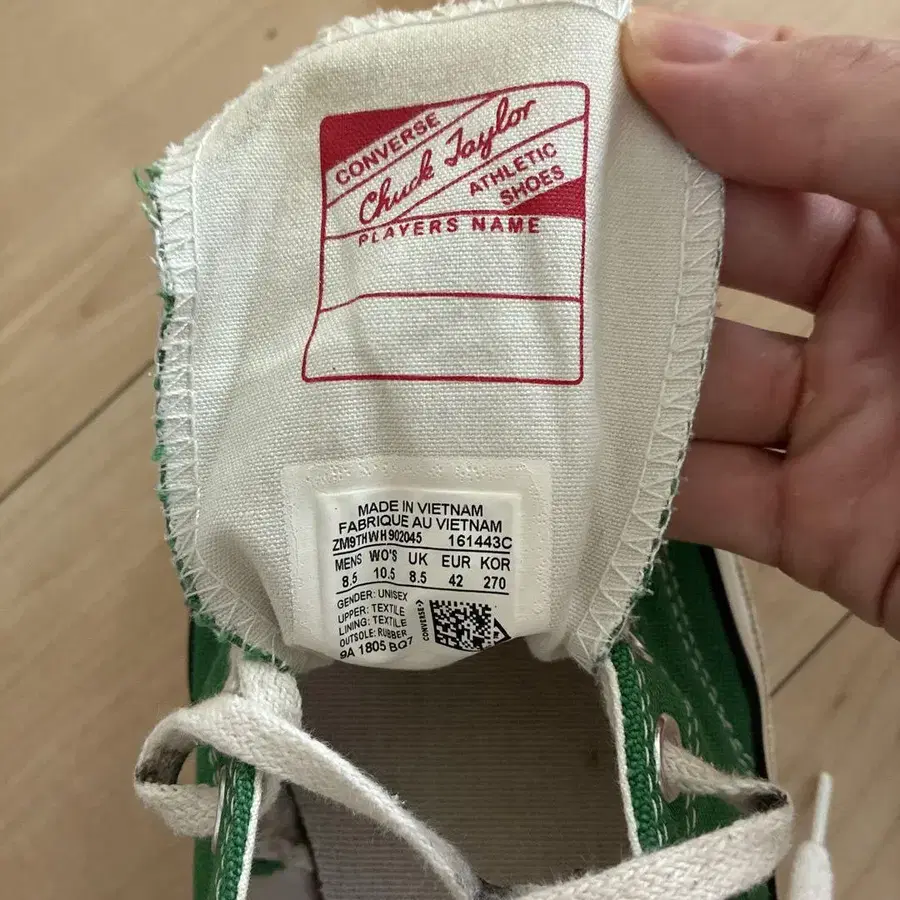 CONVERSE
Chuck Taylor
ATHLETIC
SHOES
PLAYERS NAME
MADE IN VIETNAM
FABRIQUE AU VIETNAM
ZM9THWH902045 161443C
MENS WO'S UK EUR KOR
8.5 10.5 8.5 42 270
GENDER: UNISEX
UPPER: TEXTILE
LINING: TEXTILE
OUTSOLE: RUBBER
9A 1805 BQ7
CONVERSE